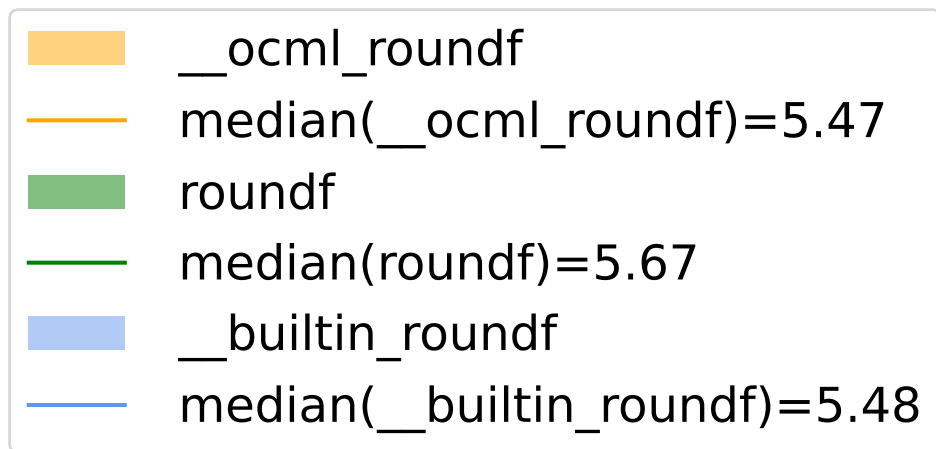 __ocml_roundf
median(__ocml_roundf)=5.47
roundf
median(roundf)=5.67
__builtin_roundf
median(__builtin_roundf)=5.48